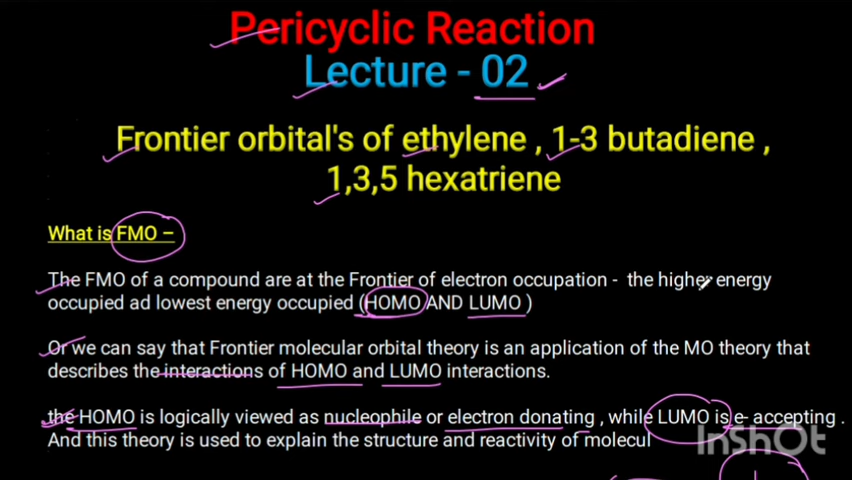 Pericyclic Reaction
Lecture - 02
Frontier orbital's of ethylene , 1-3 butadiene ,
1,3,5 hexatriene
What is FMO –
The FMO of a compound are at the Frontier of electron occupation - the higher energy
occupied ad lowest energy occupied (HOMO AND LUMO )
Or we can say that Frontier molecular orbital theory is an application of the MO theory that
describes the interactions of HOMO and LUMO interactions.
the HOMO is logically viewed as nucleophile or electron donating , while LUMO is e- accepting .
And this theory is used to explain the structure and reactivity of molecul
InShOt